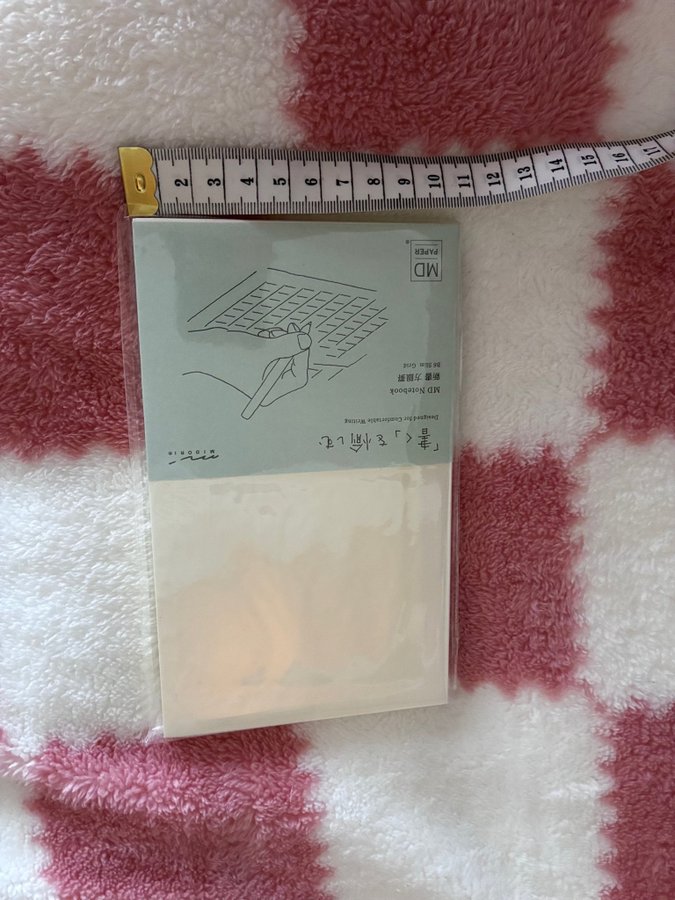 2 3 4 5 6 7 8 9 10 11 12 13 14 15 16 17
「書く」を愉しむ
MIDORI
Designed for Comfortable Writing
MD Notebook
新書 方眼罫
B6 Slim Grid
MD
PAPER
®